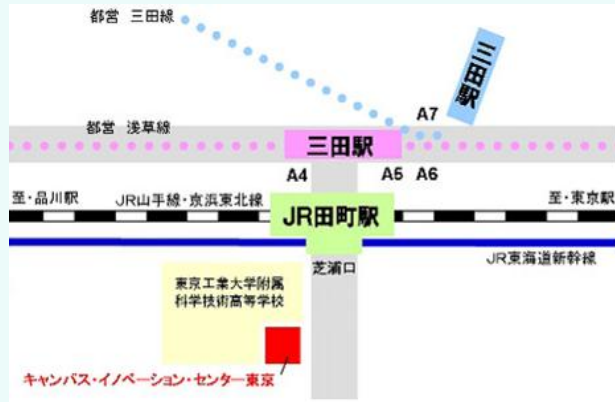 都営 三田線
三田駅
A7
都営 浅草線
三田駅
A4
A5 A6
至・品川駅
JR山手線・京浜東北線
至・東京駅
JR田町駅
芝浦口
JR東海道新幹線
東京工業大学附属
科学技術高等学校
キャンパス・イノベーション・センター東京